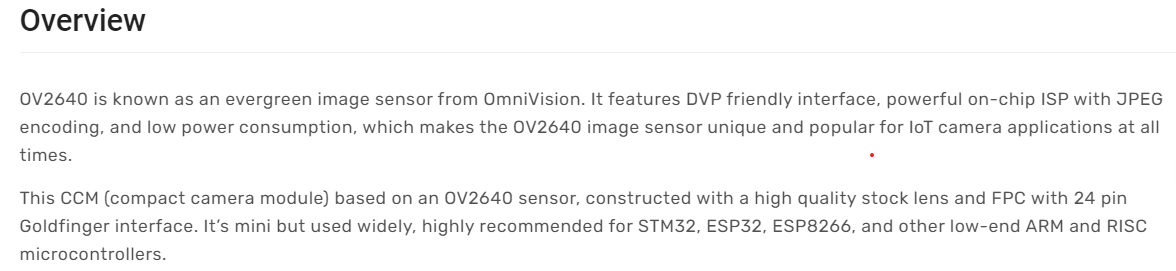 Overview
OV2640 is known as an evergreen image sensor from OmniVision. It features DVP friendly interface, powerful on-chip ISP with JPEG
encoding, and low power consumption, which makes the OV2640 image sensor unique and popular for IoT camera applications at all
times.
This CCM (compact camera module) based on an OV2640 sensor, constructed with a high quality stock lens and FPC with 24 pin
Goldfinger interface. It’s mini but used widely, highly recommended for STM32, ESP32, ESP8266, and other low-end ARM and RISC
microcontrollers.